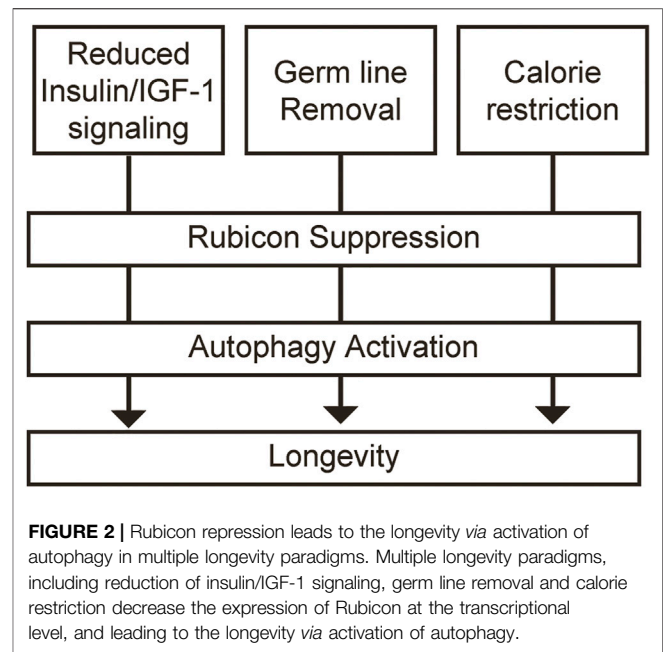 Reduced
Insulin/IGF-1
signaling
Germ line
Removal
Calorie
restriction
Rubicon Suppression
Autophagy Activation
Longevity
FIGURE 2 | Rubicon repression leads to the longevity via activation of
autophagy in multiple longevity paradigms. Multiple longevity paradigms,
including reduction of insulin/IGF-1 signaling, germ line removal and calorie
restriction decrease the expression of Rubicon at the transcriptional
level, and leading to the longevity via activation of autophagy.